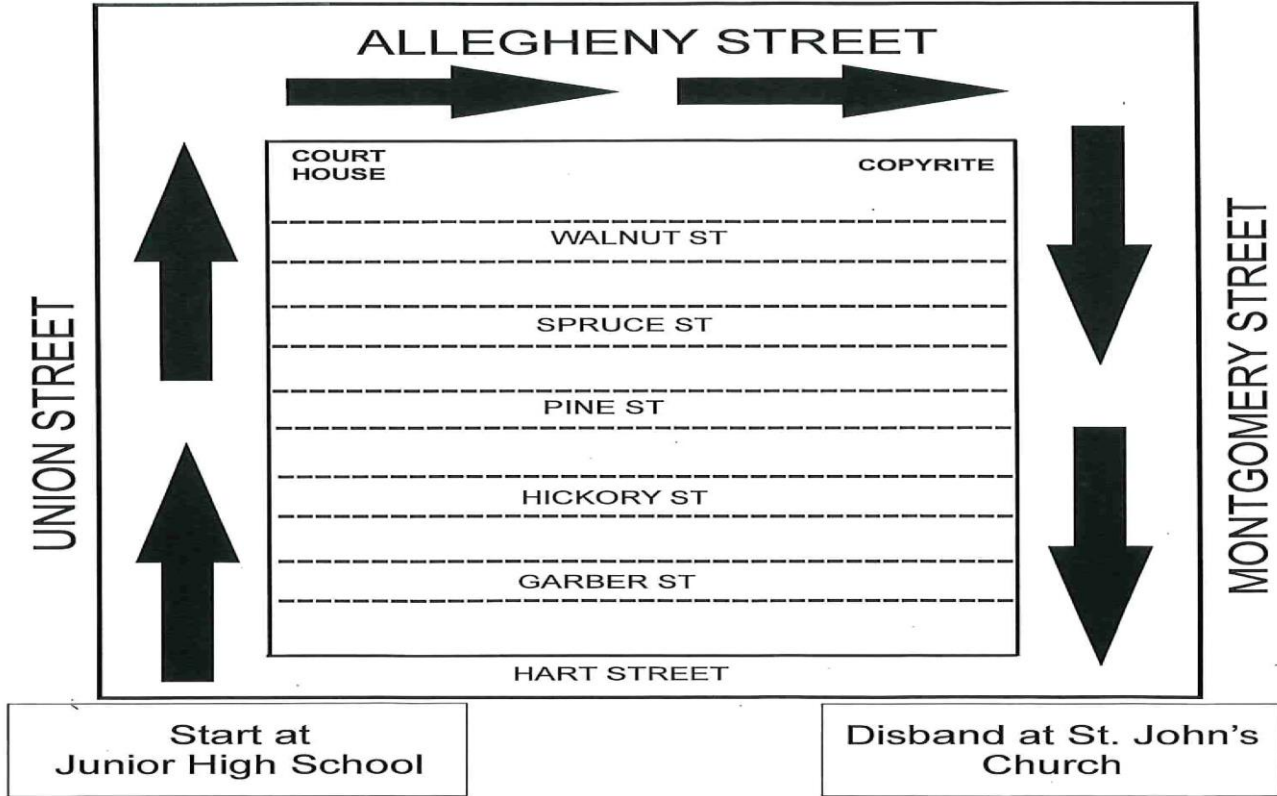 ALLEGHENY STREET
COURT
HOUSE
COPYRITE
WALNUT ST
SPRUCE ST
PINE ST
HICKORY ST
GARBER ST
HART STREET
UNION STREET
MONTGOMERY STREET
Start at
Junior High School
Disband at St. John's
Church